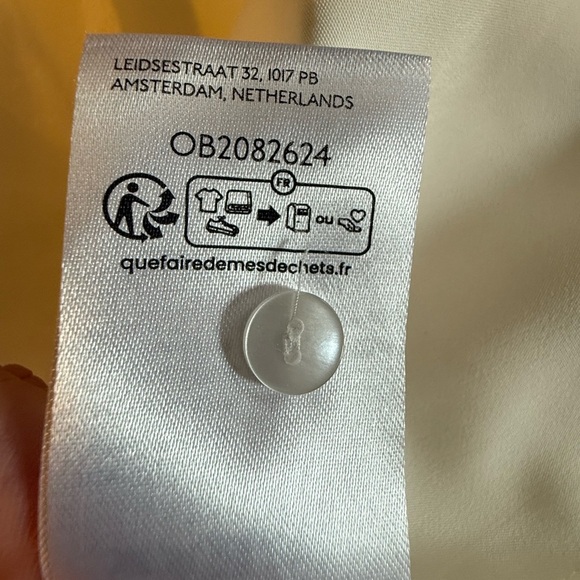 LEIDSESTRAAT 32, 1017 PB
AMSTERDAM, NETHERLANDS
OB2082624
FR
ou
quefairedemesdechets.fr